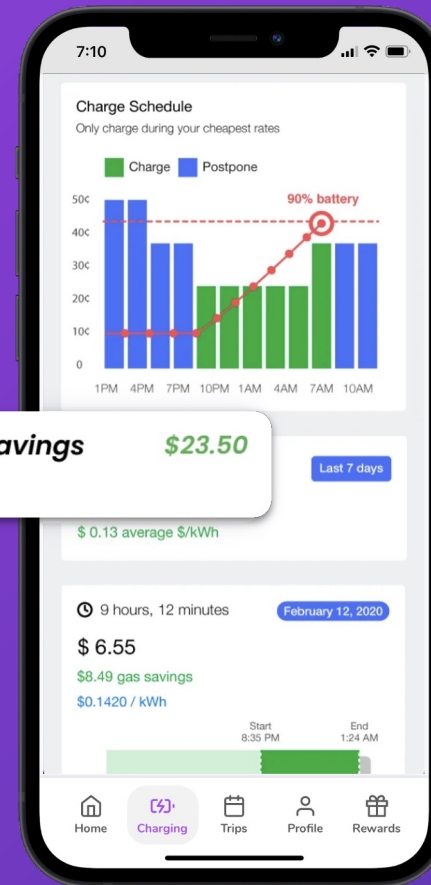 7:10
Charge Schedule
Only charge during your cheapest rates
Charge Postpone
90% battery
50¢
40¢
30¢
20¢
10¢
0
1PM 4PM 7PM 10PM 1AM 4AM 7AM 10AM
avings $23.50
Last 7 days
$ 0.13 average $/kWh
9 hours, 12 minutes February 12, 2020
$ 6.55
$8.49 gas savings
$0.1420 / kWh
Start End
8:35 PM 1:24 AM
Home Charging Trips Profile Rewards